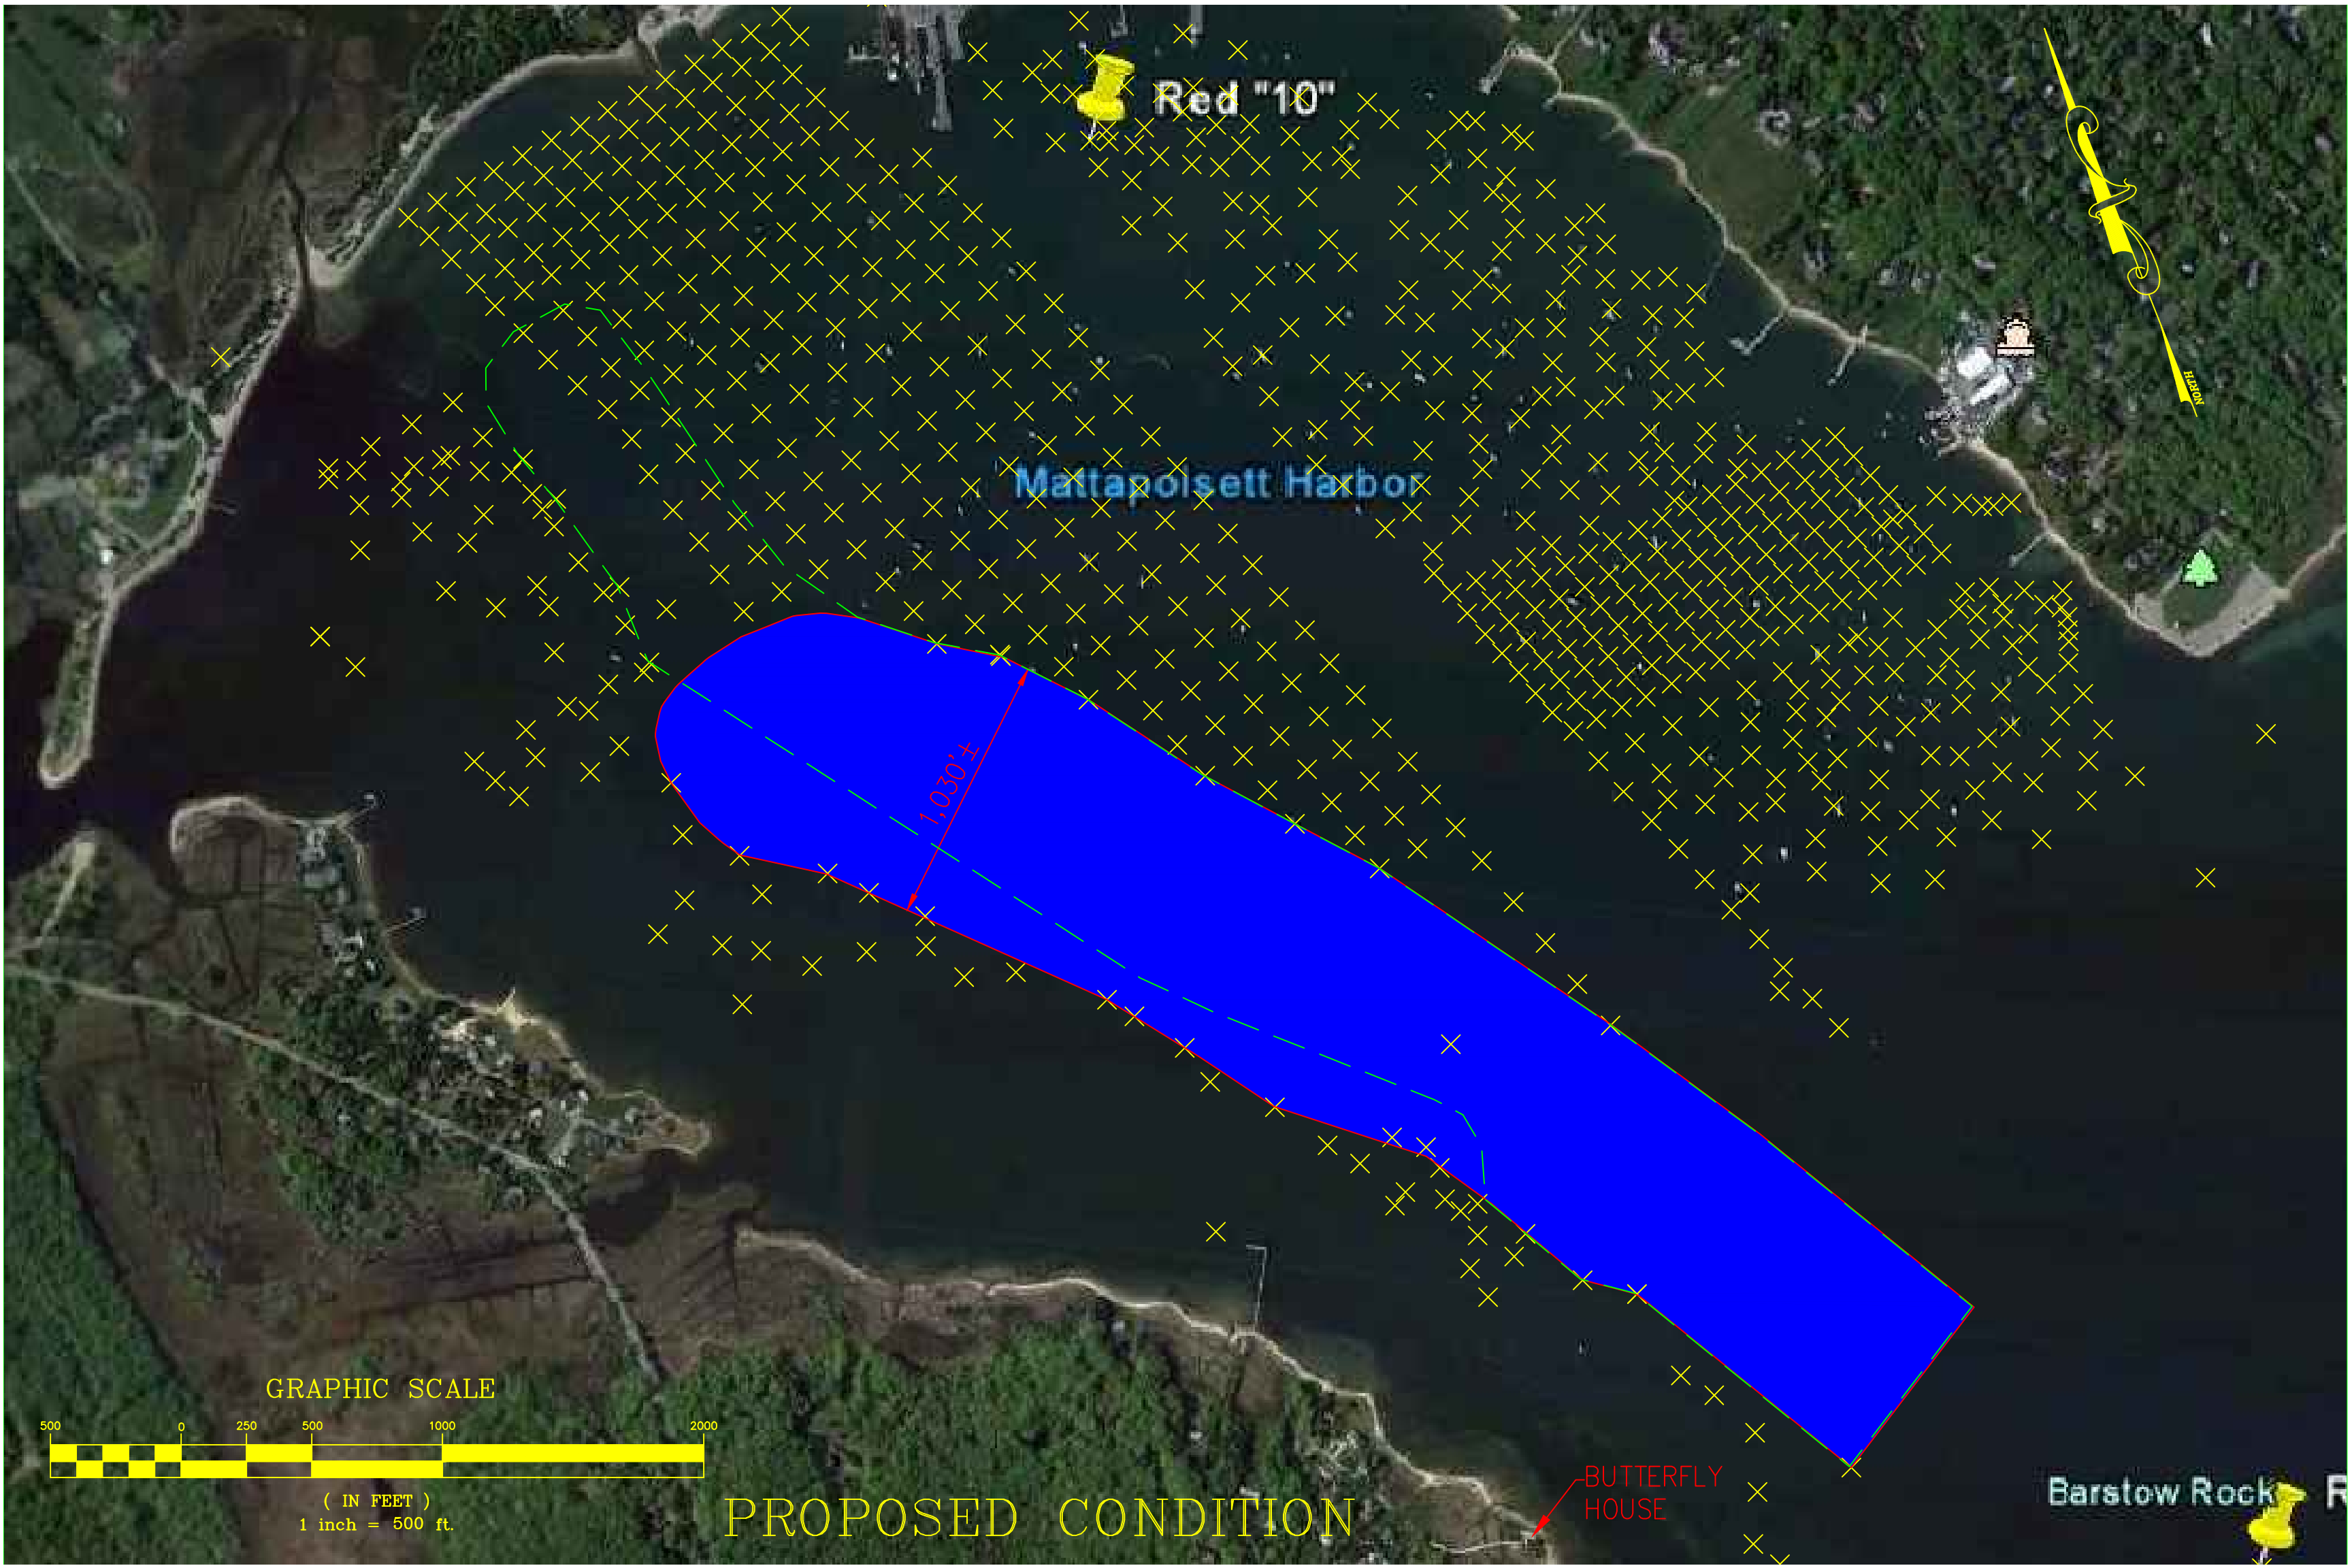 Red "10"
NORTH
Mattapoisett Harbor
1,030'±
GRAPHIC SCALE
500 0 250 500 1000 2000
( IN FEET )
1 inch = 500 ft.
PROPOSED CONDITION
BUTTERFLY
HOUSE
Barstow Rock
R